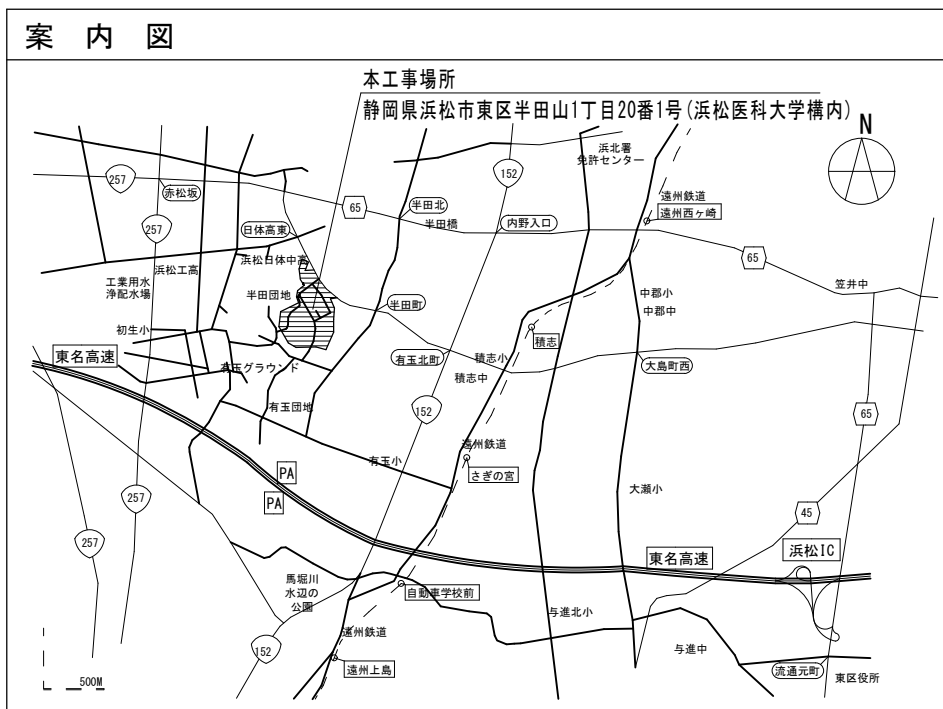 案内図
本工事場所
静岡県浜松市東区半田山1丁目20番1号(浜松医科大学構内)
N
浜北署
免許センター
152
257
赤松坂
遠州鉄道
遠州西ヶ崎
65
半田北
半田橋
内野入口
257
日体高東
浜松工高
浜松日体中高
65
工業用水
浄配水場
半田団地
中郡小
中郡中
笠井中
半田町
初生小
積志
東名高速
有玉グラウンド
有玉北町
積志小
積志中
大島町西
有玉団地
152
65
遠州鉄道
有玉小
さぎの宮
PA
PA
大瀬小
257
45
257
東名高速
浜松IC
馬堀川
水辺の
公園
自動車学校前
与進北小
遠州鉄道
152
遠州上島
与進中
流通元町
東区役所
500M